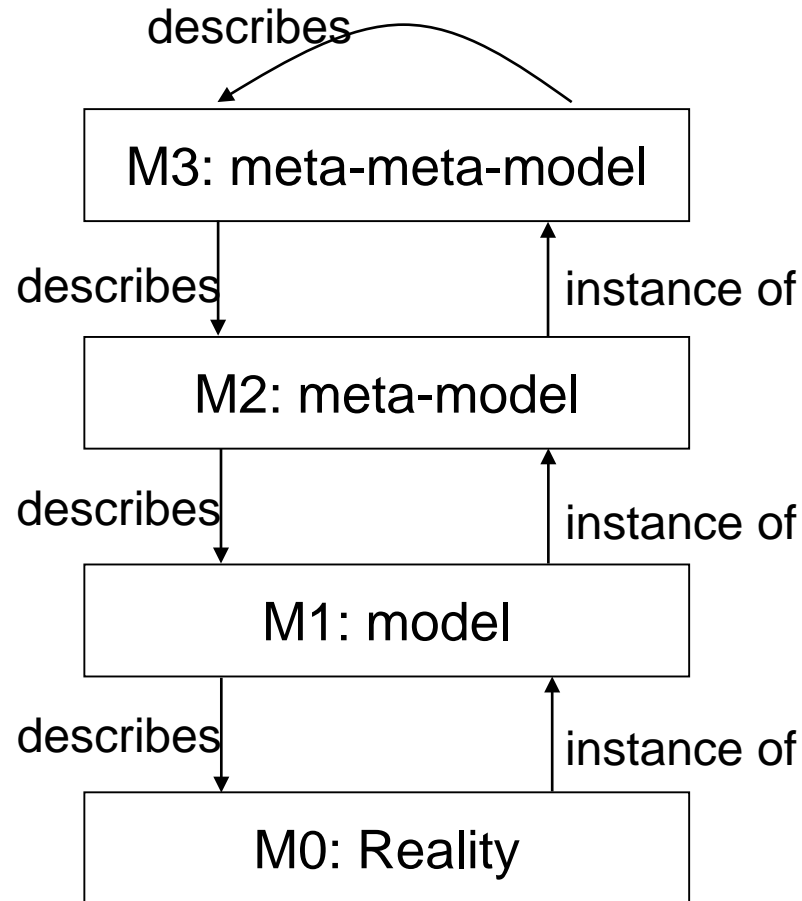 describes
M3: meta-meta-model
describes
instance of
M2: meta-model
describes
instance of
M1: model
describes
instance of
M0: Reality